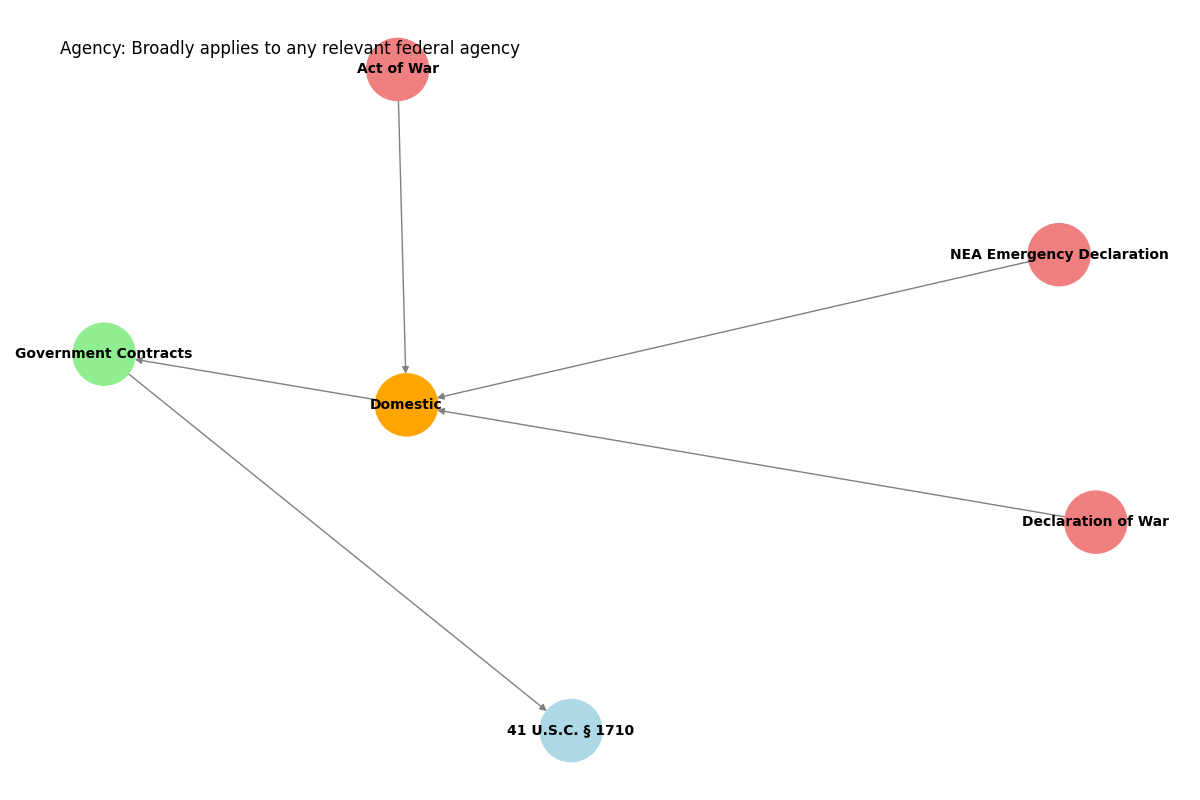 Agency: Broadly applies to any relevant federal agency
Act of War
NEA Emergency Declaration
Government Contracts
Domestic
Declaration of War
41 U.S.C. § 1710